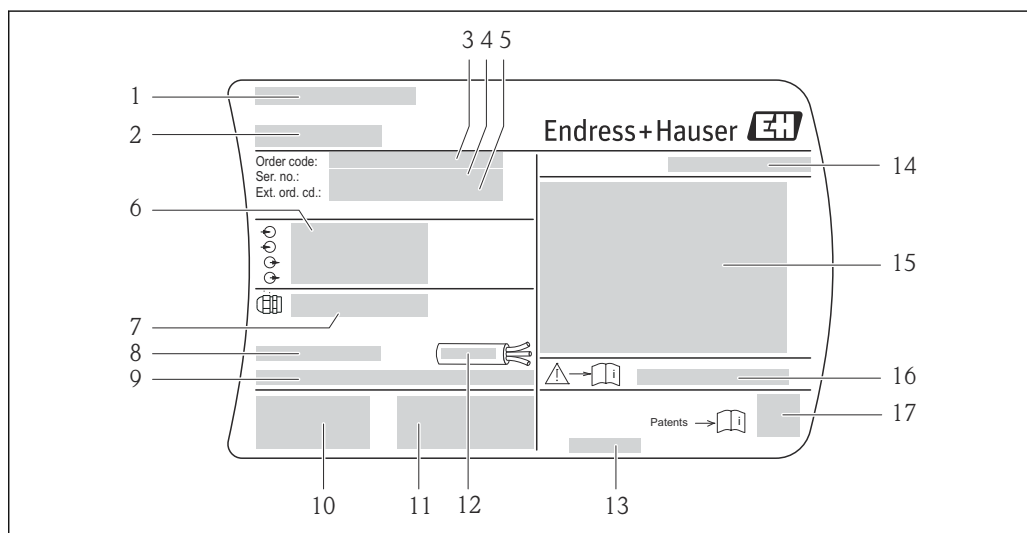 3 4 5
1
2
Endress+Hauser EH
Order code:
Ser. no.:
Ext. ord. cd.:
14
6
15
7
8
9
i
16
Patents
i
17
10
11
12
13